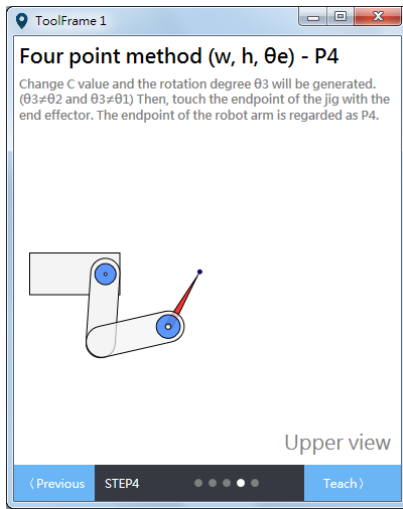 ToolFrame 1
Four point method (w, h, θe) - P4
Change C value and the rotation degree θ3 will be generated.
(θ3≠θ2 and θ3≠θ1) Then, touch the endpoint of the jig with the
end effector. The endpoint of the robot arm is regarded as P4.
Upper view
〈Previous STEP4 Teach〉